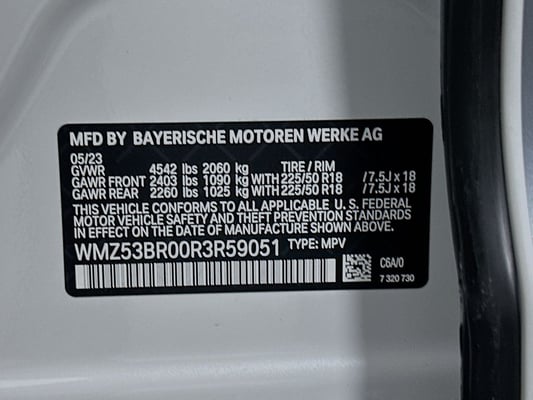 MFD BY BAYERISCHE MOTOREN WERKE AG
05/23
GVWR 4542 lbs 2060 kg TIRE / RIM
GAWR FRONT 2403 lbs 1090 kg WITH 225/50 R18 /7.5J x 18
GAWR REAR 2260 lbs 1025 kg WITH 225/50 R18 /7.5J x 18
THIS VEHICLE CONFORMS TO ALL APPLICABLE U. S. FEDERAL
MOTOR VEHICLE SAFETY AND THEFT PREVENTION STANDARDS
IN EFFECT ON THE DATE OF MANUFACTURE SHOWN ABOVE.
WMZ53BR00R3R59051 TYPE: MPV
C6A/0
7 320 730